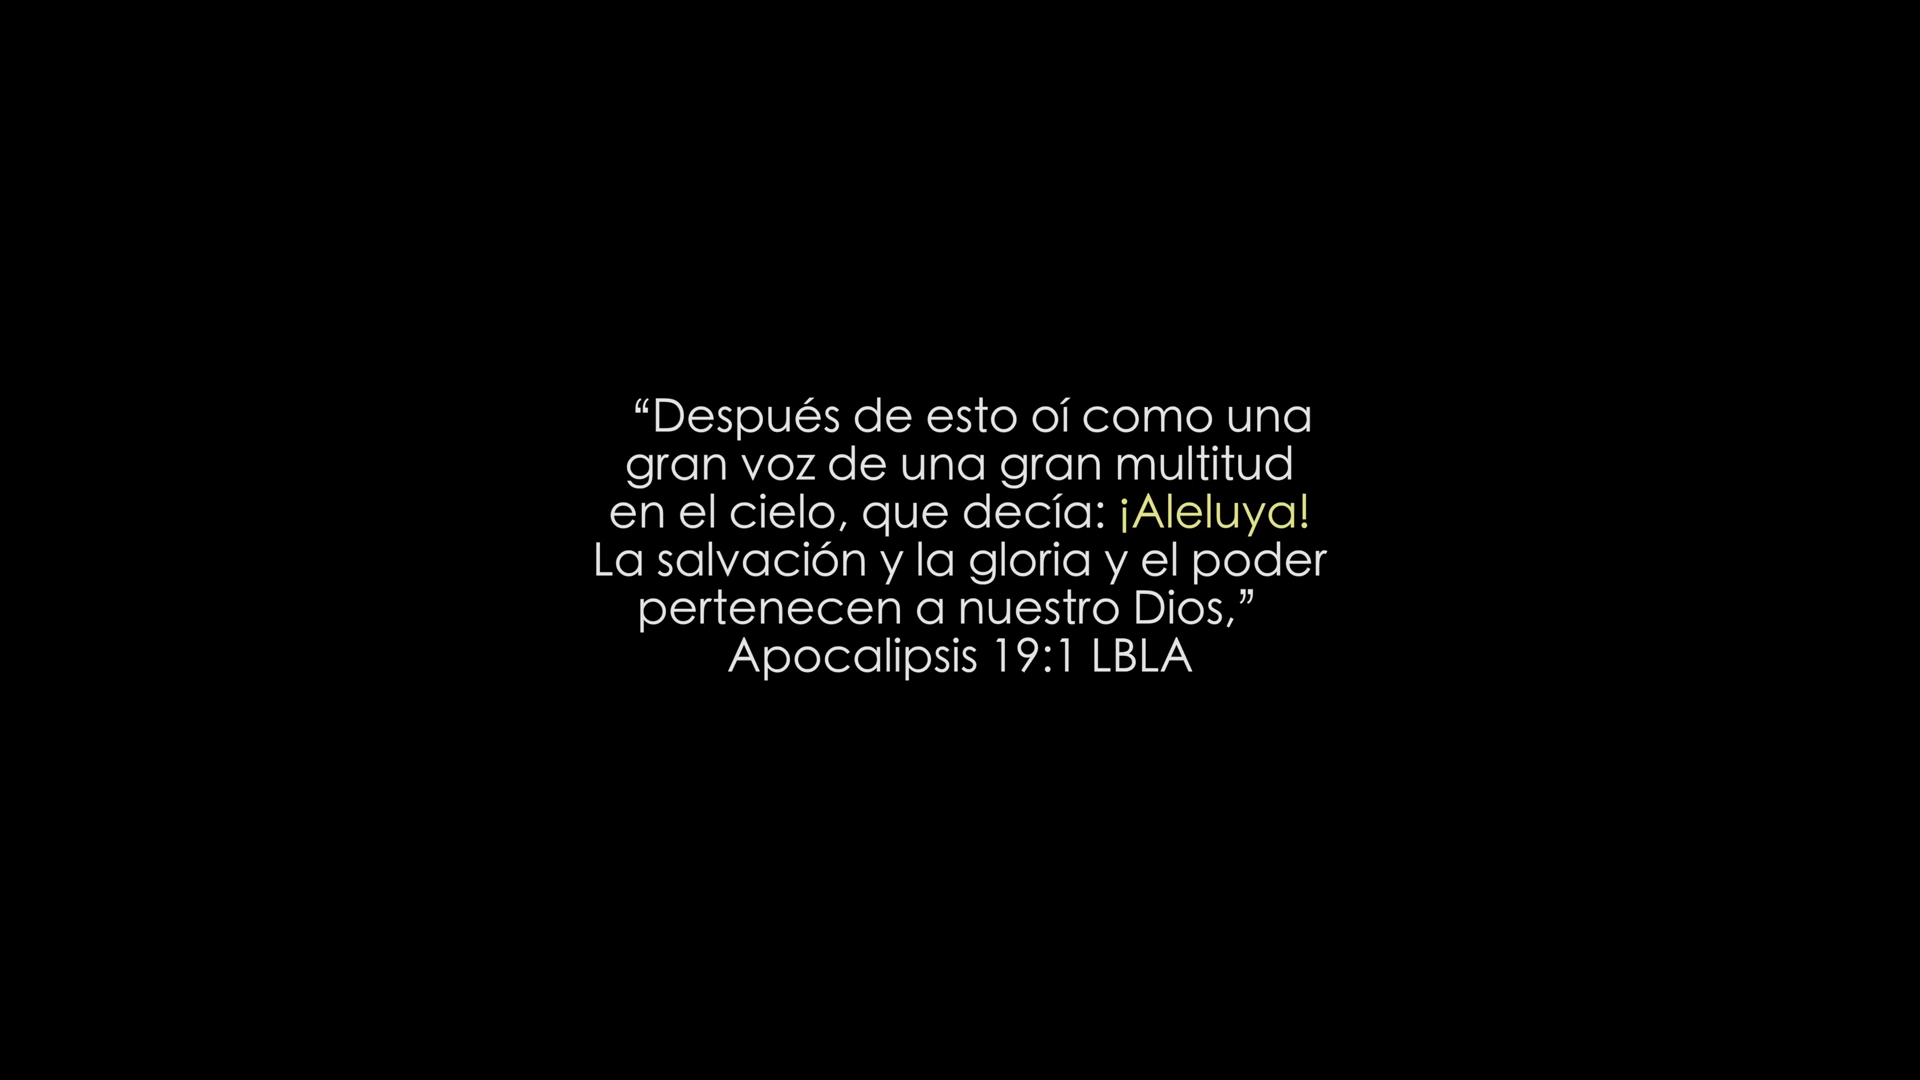 “Después de esto oí como una
gran voz de una gran multitud
en el cielo, que decía: ¡Aleluya!
La salvación y la gloria y el poder
pertenecen a nuestro Dios,”
Apocalipsis 19:1 LBLA